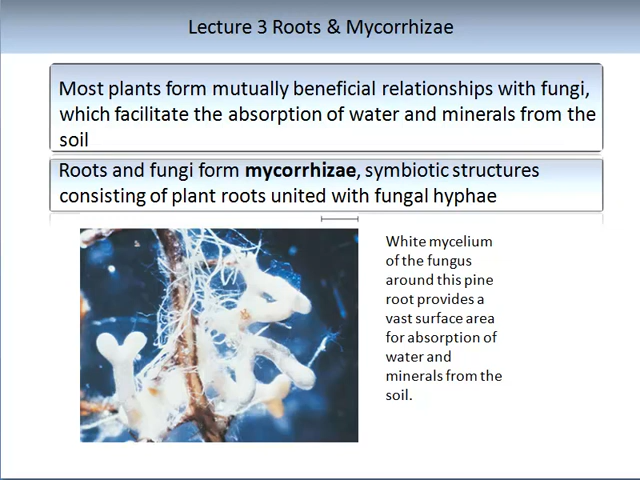 Lecture 3 Roots & Mycorrhizae
Most plants form mutually beneficial relationships with fungi,
which facilitate the absorption of water and minerals from the
soil
Roots and fungi form mycorrhizae, symbiotic structures
consisting of plant roots united with fungal hyphae
White mycelium
of the fungus
around this pine
root provides a
vast surface area
for absorption of
water and
minerals from the
soil.